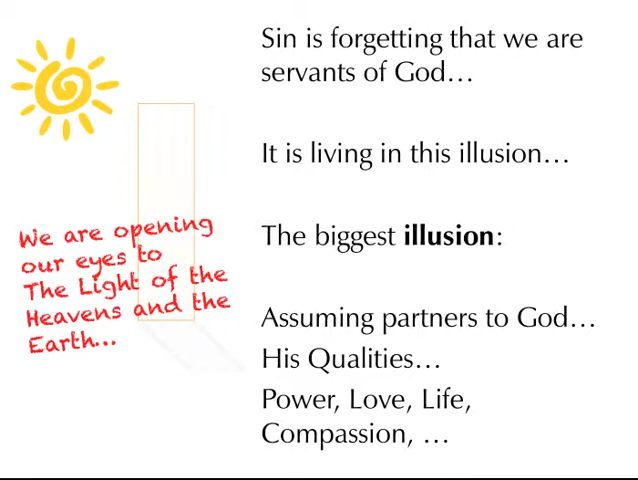 Sin is forgetting that we are
servants of God…
It is living in this illusion…
The biggest illusion:
Assuming partners to God…
His Qualities…
Power, Love, Life,
Compassion, …
We are opening
our eyes to
The Light of the
Heavens and the
Earth...